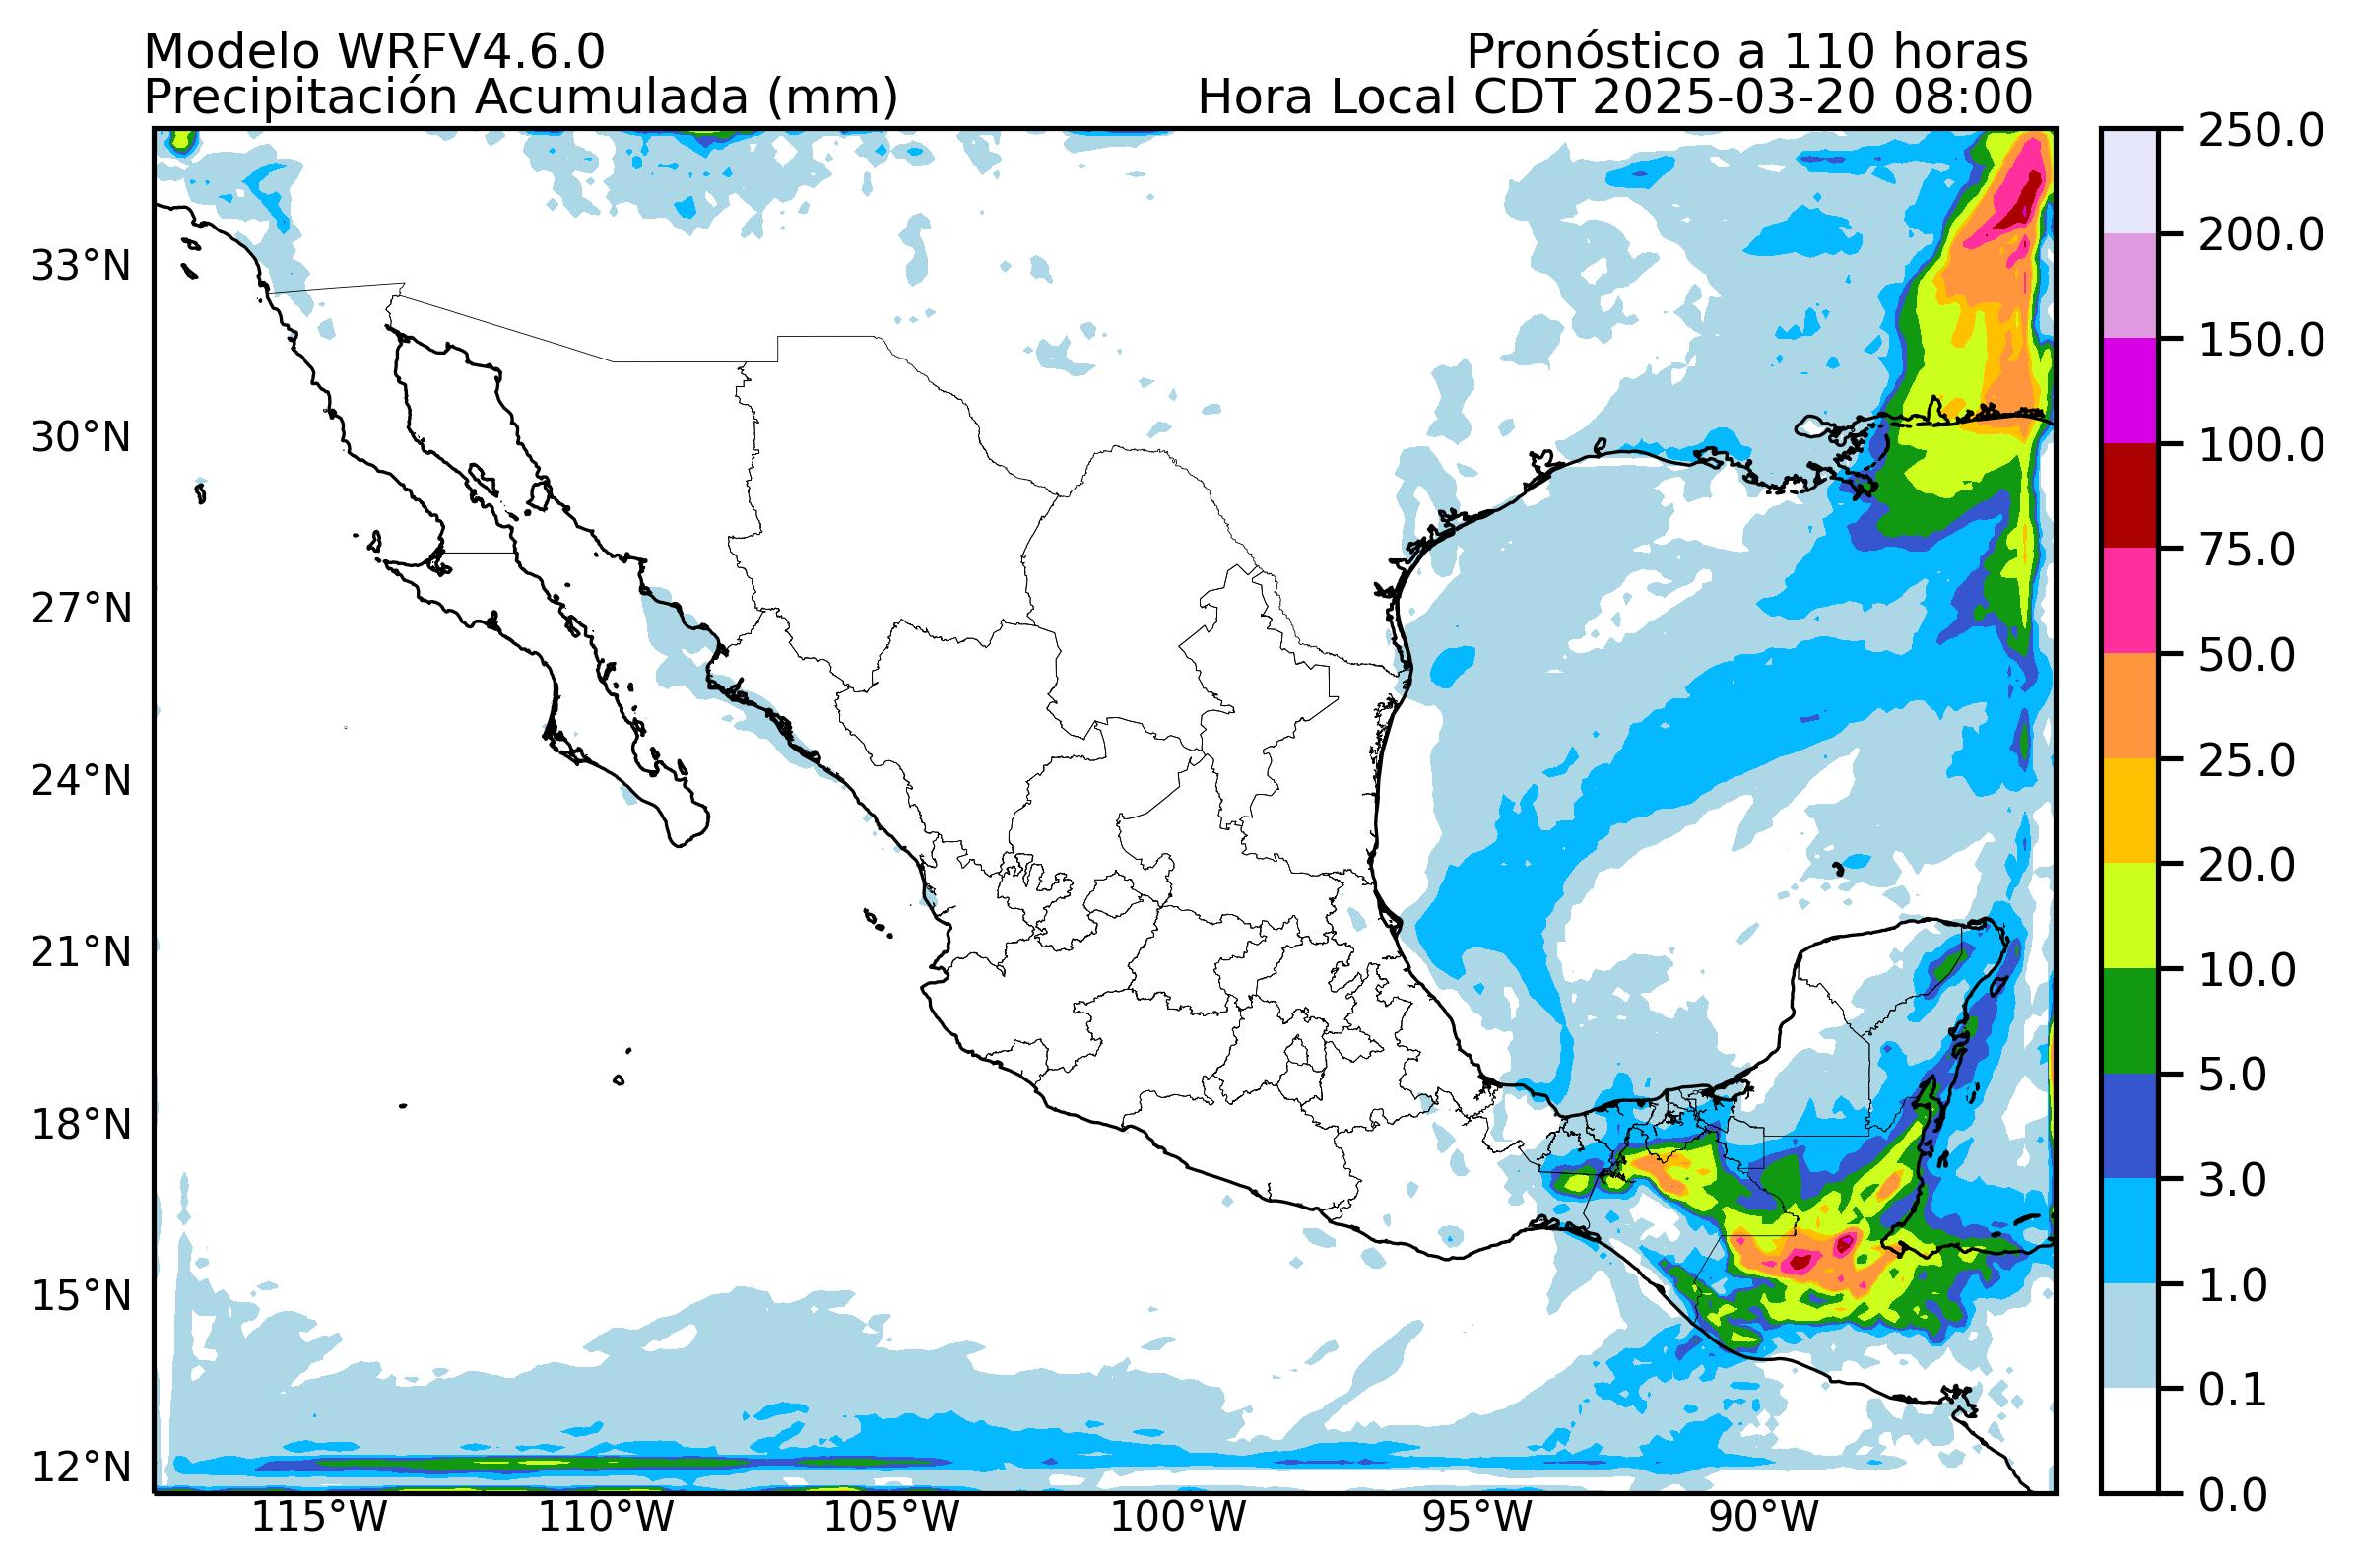 Modelo WRFV4.6.0
Pronóstico a 110 horas
Precipitación Acumulada (mm)
Hora Local CDT 2025-03-20 08:00
33°N
30°N
27°N
24°N
21°N
18°N
15°N
12°N
115°W
110°W
105°W
100°W
95°W
90°W
250.0
200.0
150.0
100.0
75.0
50.0
25.0
20.0
10.0
5.0
3.0
1.0
0.1
0.0